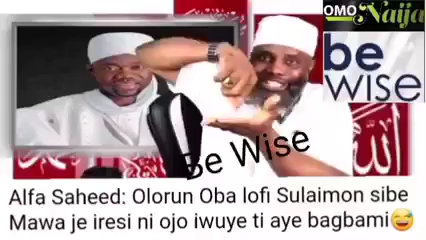 OMO Naija
be
wise
Be Wise
Alfa Saheed: Olorun Oba lofi Sulaimon sibe
Mawa je iresi ni ojo iwuye ti aye bagbami😅